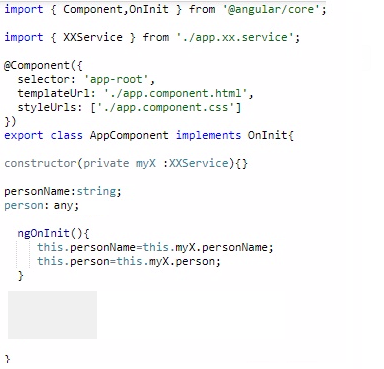 import { Component,OnInit } from '@angular/core';
import { XXService } from './app.xx.service';
@Component({
selector: 'app-root',
templateUrl: './app.component.html',
styleUrls: ['./app.component.css']
})
export class AppComponent implements OnInit{
constructor(private myX :XXService){}
personName:string;
person: any;
ngOnInit(){
this.personName=this.myX.personName;
this.person=this.myX.person;
}
}